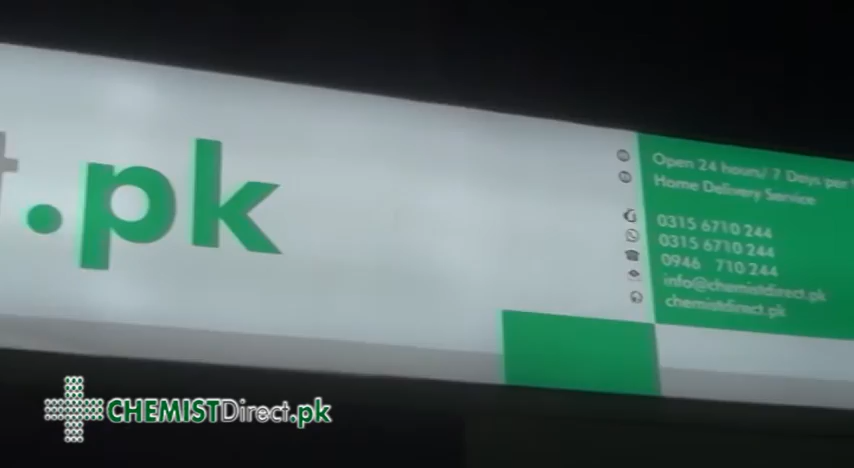 .pk
Open 24 hours/ 7 Days per
Home Delivery Service
0315 6710 244
0315 6710 244
0946 710 244
info@chemistdirect.pk
chemistdirect.pk
CHEMISTDirect.pk